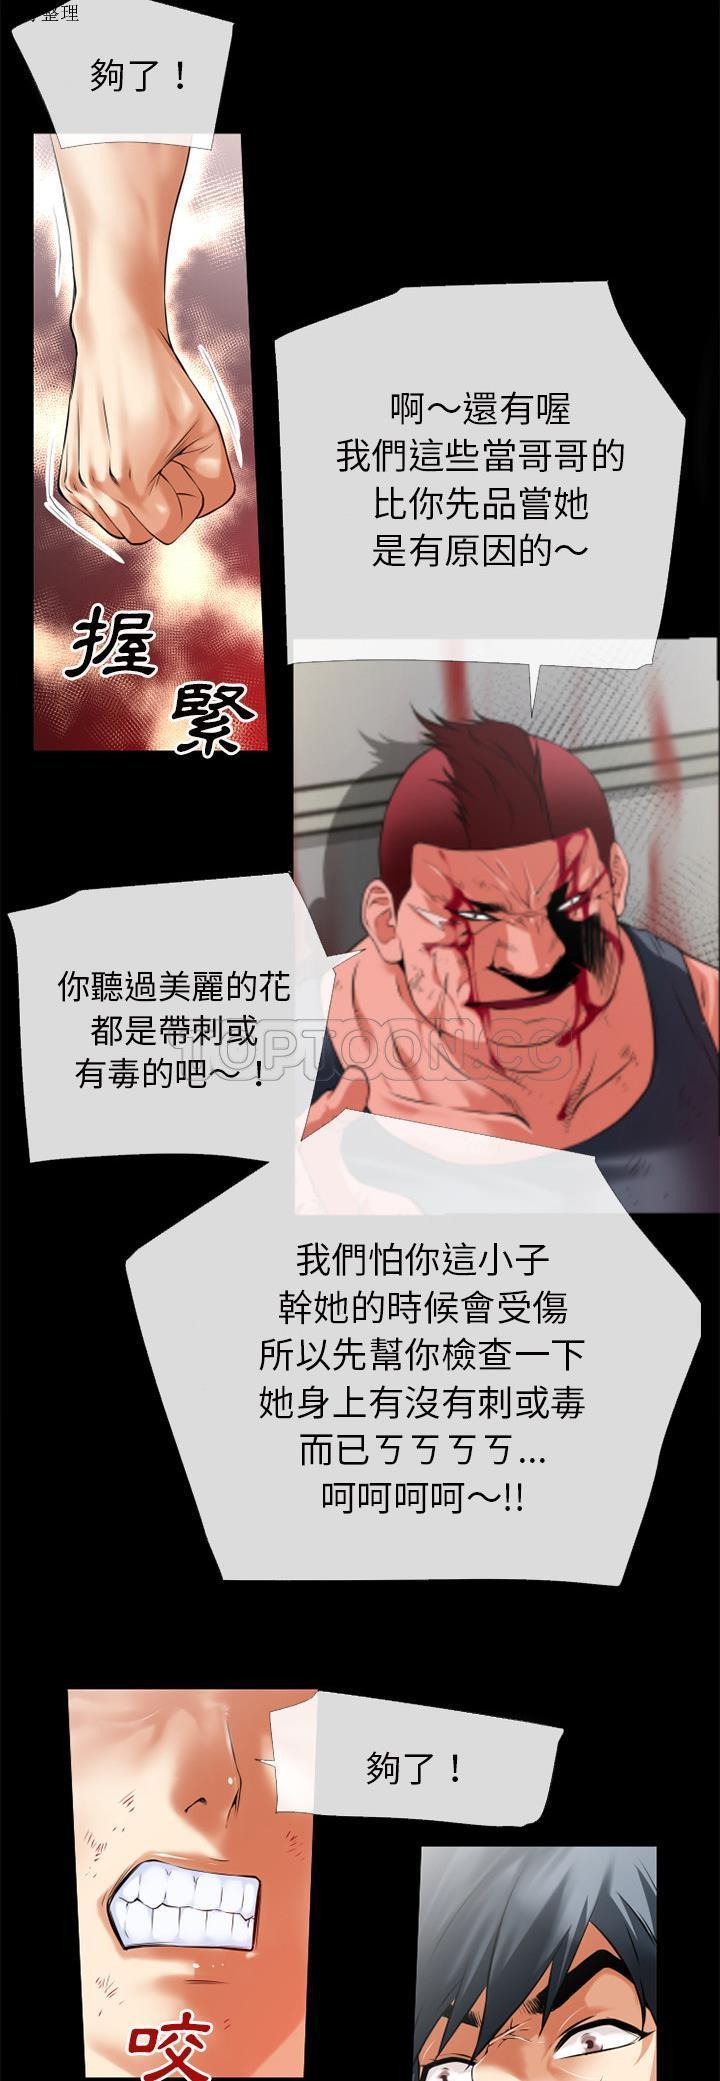 整理
夠了！
啊～還有喔
我們這些當哥哥的
比你先品嘗她
是有原因的～
握
緊
你聽過美麗的花
都是帶刺或
有毒的吧～！
TOPTOON.CC
我們怕你這小子
幹她的時候會受傷
所以先幫你檢查一下
她身上有沒有刺或毒
而已ㄎㄎㄎㄎ...
呵呵呵呵～!!
夠了！
咬